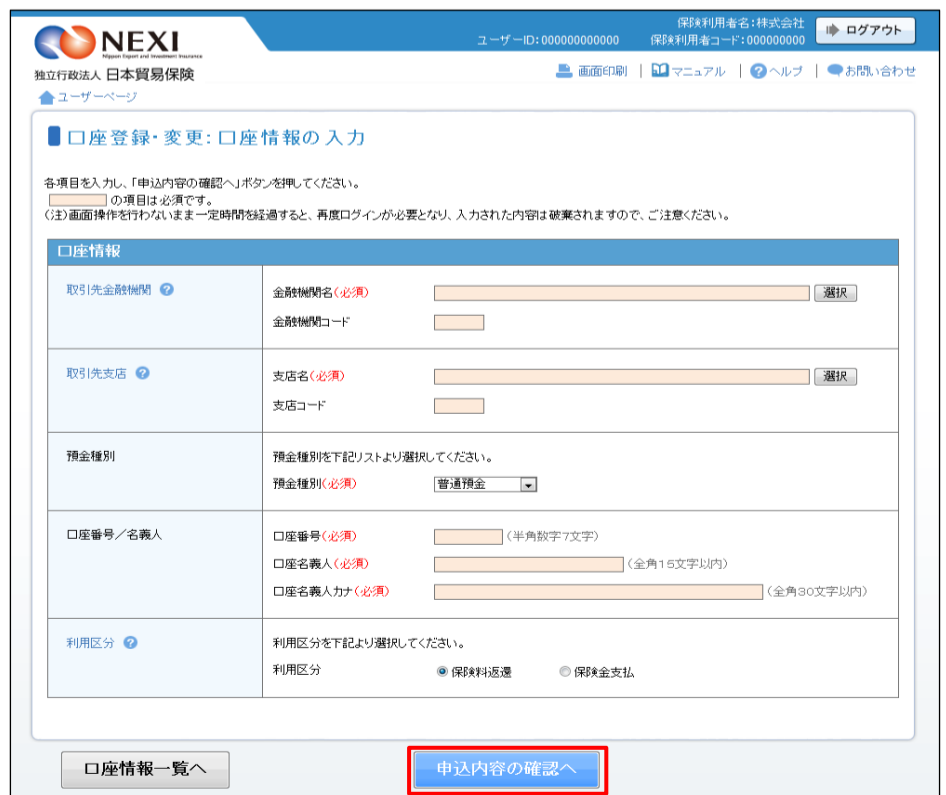 NEXI
Nippon Export and Investment Insurance
独立行政法人 日本貿易保険
ユーザーID:000000000000
保険利用者名:株式会社
保険利用者コード:000000000
ログアウト
画面印刷 | マニュアル | ヘルプ | お問い合わせ
ユーザーページ
口座登録・変更:口座情報の入力
各項目を入力し、「申込内容の確認へ」ボタンを押してください。
の項目は必須です。
(注)画面操作を行わないまま一定時間を経過すると、再度ログインが必要となり、入力された内容は破棄されますので、ご注意ください。
口座情報
取引先金融機関 ?
金融機関名(必須) 選択
金融機関コード
取引先支店 ?
支店名(必須) 選択
支店コード
預金種別
預金種別を下記リストより選択してください。
預金種別(必須) 普通預金
口座番号/名義人
口座番号(必須) (半角数字7文字)
口座名義人(必須) (全角15文字以内)
口座名義人カナ(必須) (全角30文字以内)
利用区分 ?
利用区分を下記より選択してください。
利用区分 保険料返還 保険金支払
口座情報一覧へ 申込内容の確認へ